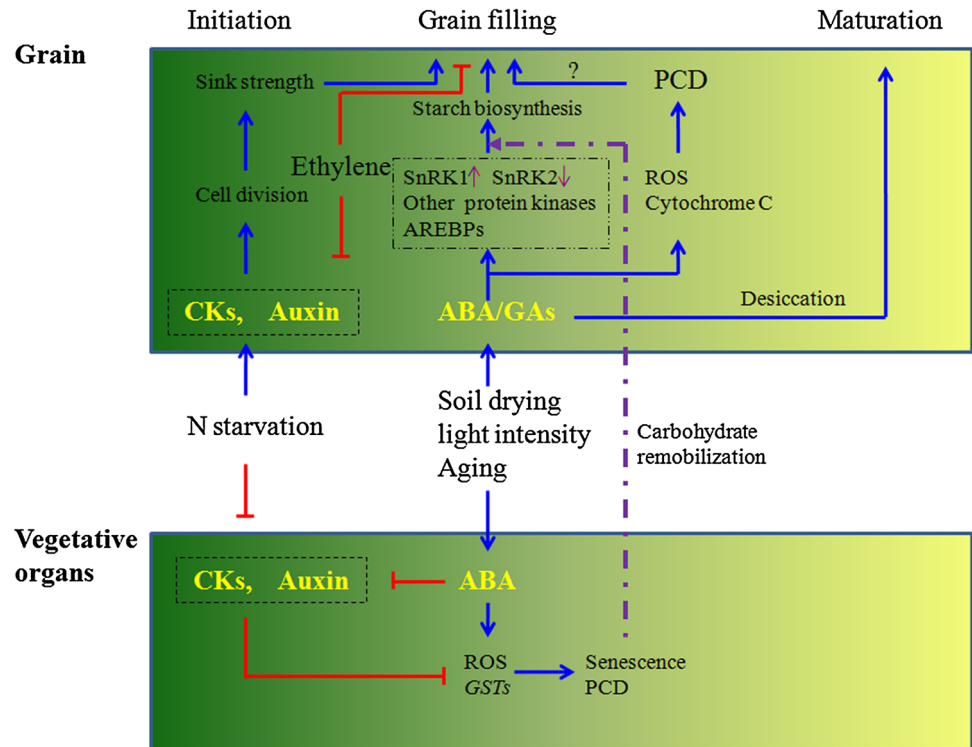 Initiation
Grain filling
Maturation
Grain
Sink strength
?
PCD
Starch biosynthesis
Ethylene
SnRK1↑ SnRK2↓
Other protein kinases
AREBPs
ROS
Cytochrome C
Cell division
CKs, Auxin
ABA/GAs
Desiccation
N starvation
Soil drying
light intensity
Aging
Carbohydrate
remobilization
Vegetative
organs
CKs, Auxin
ABA
ROS
GSTs
Senescence
PCD